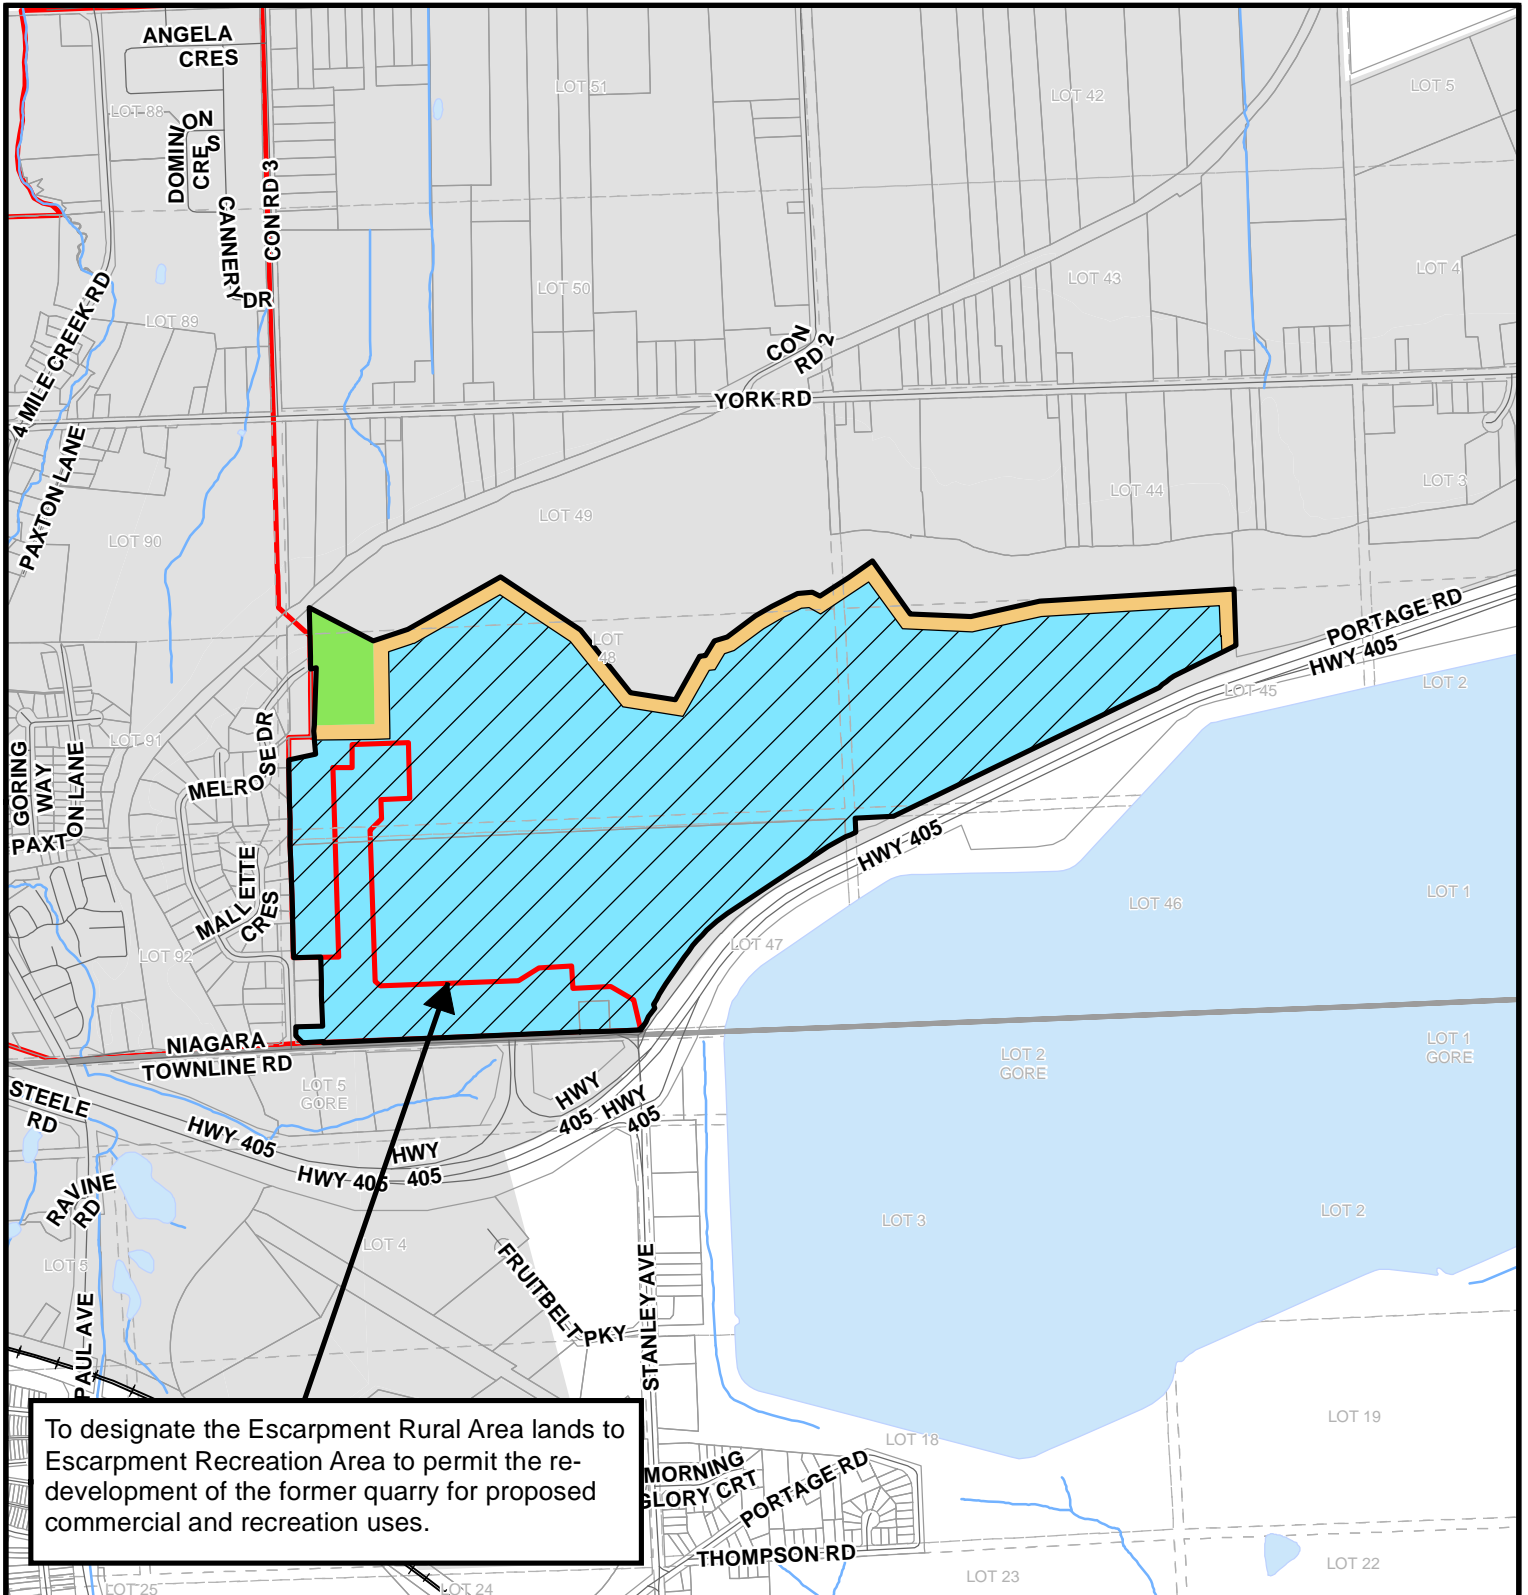 ANGELA
CRES
LOT 51
LOT 42
LOT 5
LOT 88
DOMINION
CRES
CON RD 3
CANNERY DR
LOT 50
LOT 43
LOT 4
4 MILE CREEK RD
LOT 89
CON
RD 2
YORK RD
PAXTON LANE
LOT 49
LOT 44
LOT 3
LOT 90
LOT
48
PORTAGE RD
HWY 405
LOT 45
LOT 2
LOT 91
GORING
WAY
PAXTON LANE
MELROSE DR
HWY 405
MALLETTE
CRES
LOT 46
LOT 1
LOT 92
LOT 47
NIAGARA
TOWNLINE RD
LOT 2
GORE
LOT 1
GORE
STEELE
RD
LOT 5
GORE
HWY
405
HWY
405
HWY 405
HWY
405
HWY 405
RAVINE
RD
LOT 3
LOT 2
LOT 4
LOT 5
FRUITBELT PKY
STANLEY AVE
PAUL AVE
To designate the Escarpment Rural Area lands to
Escarpment Recreation Area to permit the re-
development of the former quarry for proposed
commercial and recreation uses.
LOT 19
LOT 18
MORNING
GLORY CRT
PORTAGE RD
THOMPSON RD
LOT 22
LOT 23
LOT 25
LOT 24